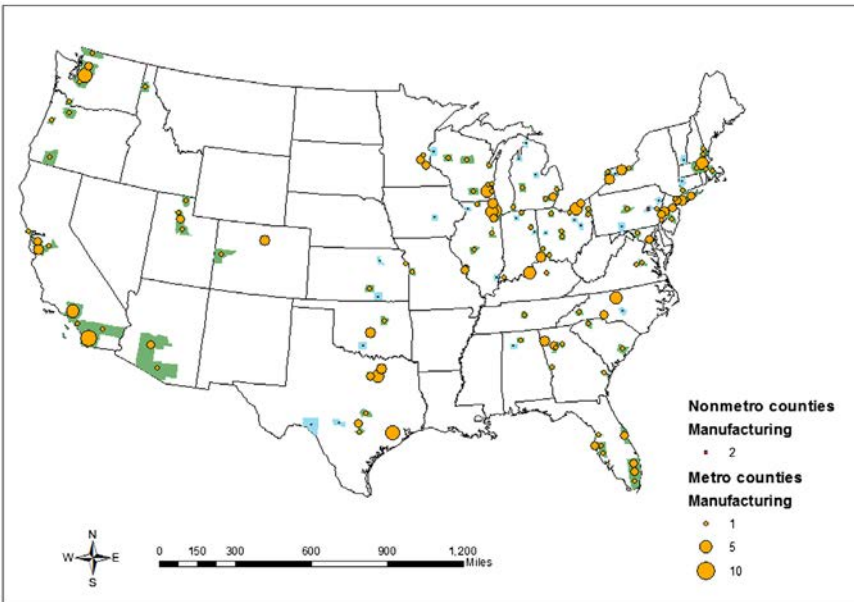 Nonmetro counties
Manufacturing
2
Metro counties
Manufacturing
1
5
10
N
W E
S
0 150 300 600 900 1,200
Miles